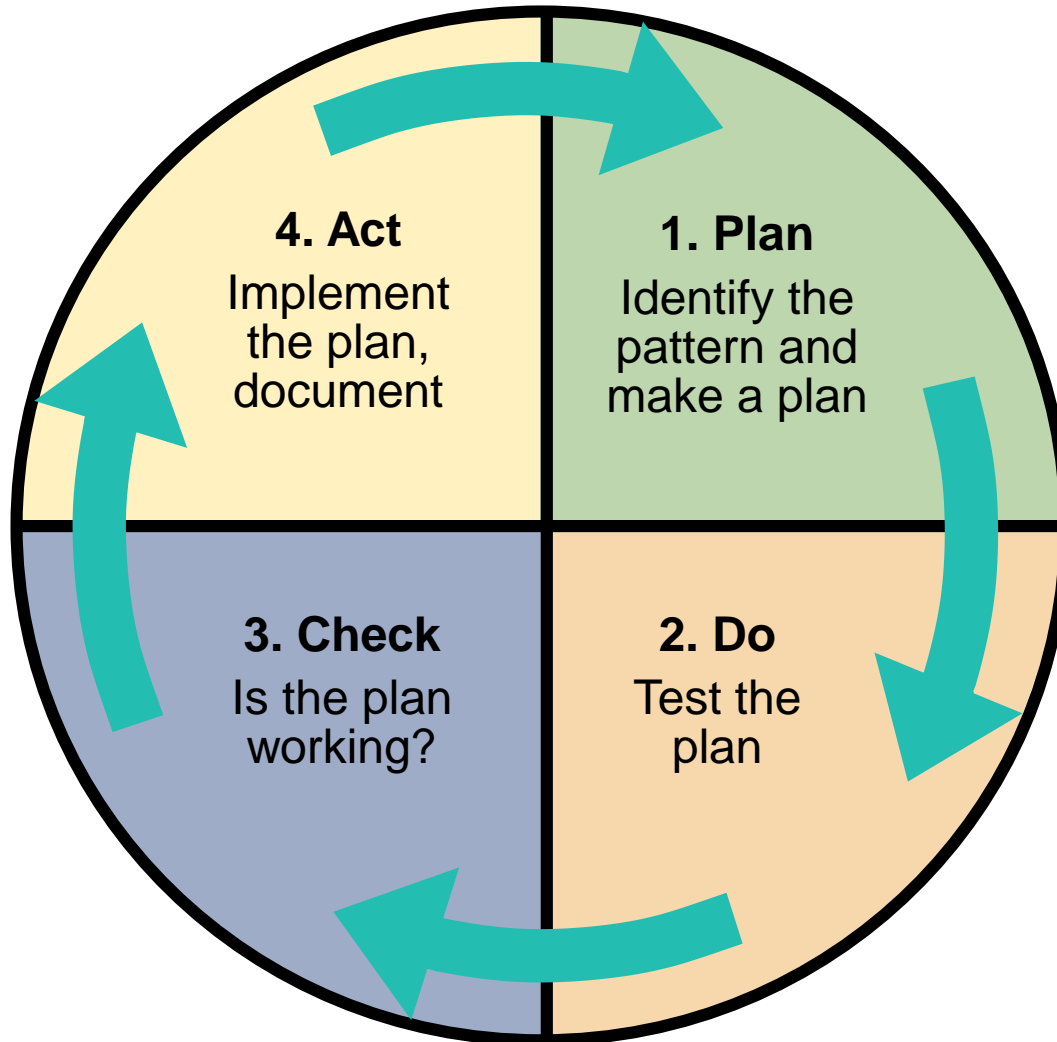 1. Plan
Identify the
pattern and
make a plan
2. Do
Test the
plan
3. Check
Is the plan
working?
4. Act
Implement
the plan,
document